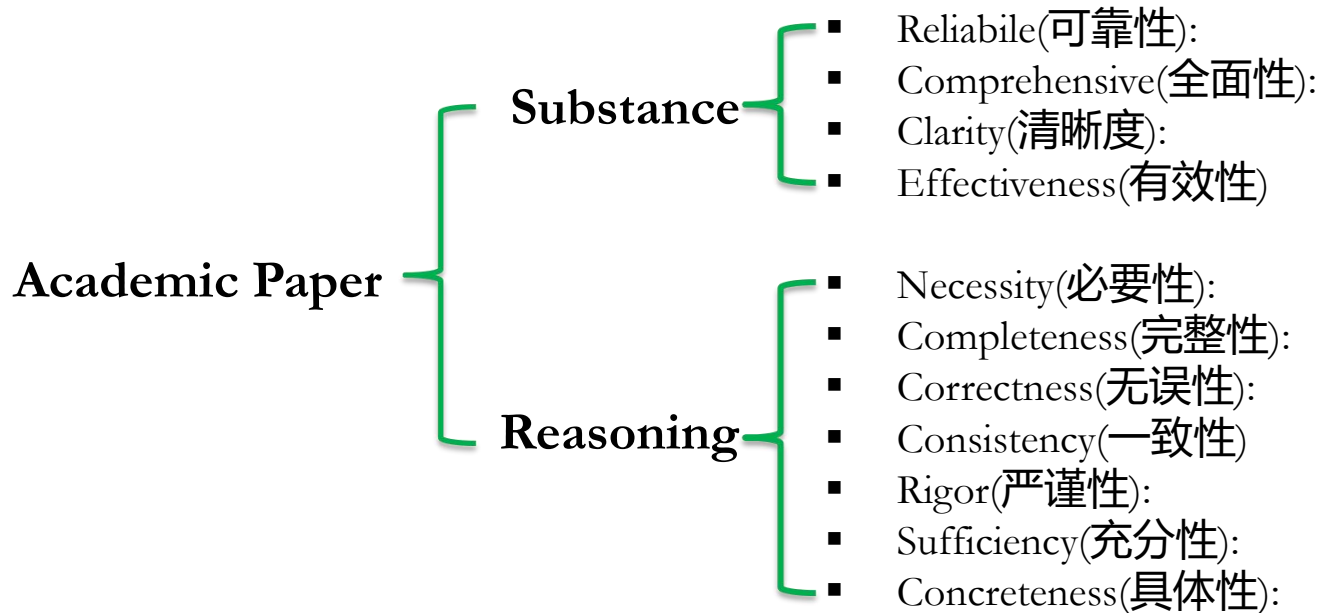 Academic Paper
Substance
▪ Reliabile(可靠性):
▪ Comprehensive(全面性):
▪ Clarity(清晰度):
▪ Effectiveness(有效性)
Reasoning
▪ Necessity(必要性):
▪ Completeness(完整性):
▪ Correctness(无误性):
▪ Consistency(一致性)
▪ Rigor(严谨性):
▪ Sufficiency(充分性):
▪ Concreteness(具体性):